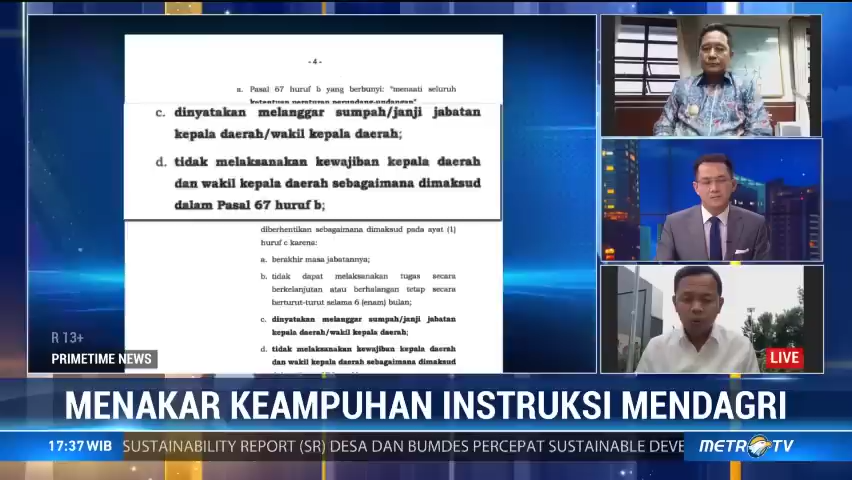 - 4 -
a. Pasal 67 huruf b yang berbunyi: "menaati seluruh
ketentuan peraturan perundang-undangan"
c. dinyatakan melanggar sumpah/janji jabatan
kepala daerah/wakil kepala daerah;
d. tidak melaksanakan kewajiban kepala daerah
dan wakil kepala daerah sebagaimana dimaksud
dalam Pasal 67 huruf b;
diberhentikan sebagaimana dimaksud pada ayat (1)
huruf c karena:
a. berakhir masa jabatannya;
b. tidak dapat melaksanakan tugas secara
berkelanjutan atau berhalangan tetap secara
berturut-turut selama 6 (enam) bulan;
c. dinyatakan melanggar sumpah/janji jabatan
kepala daerah/wakil kepala daerah;
d. tidak melaksanakan kewajiban kepala daerah
dan wakil kepala daerah sebagaimana dimaksud
R 13+
PRIMETIME NEWS
LIVE
MENAKAR KEAMPUHAN INSTRUKSI MENDAGRI
17:37 WIB SUSTAINABILITY REPORT (SR) DESA DAN BUMDES PERCEPAT SUSTAINABLE DEVE METRO TV